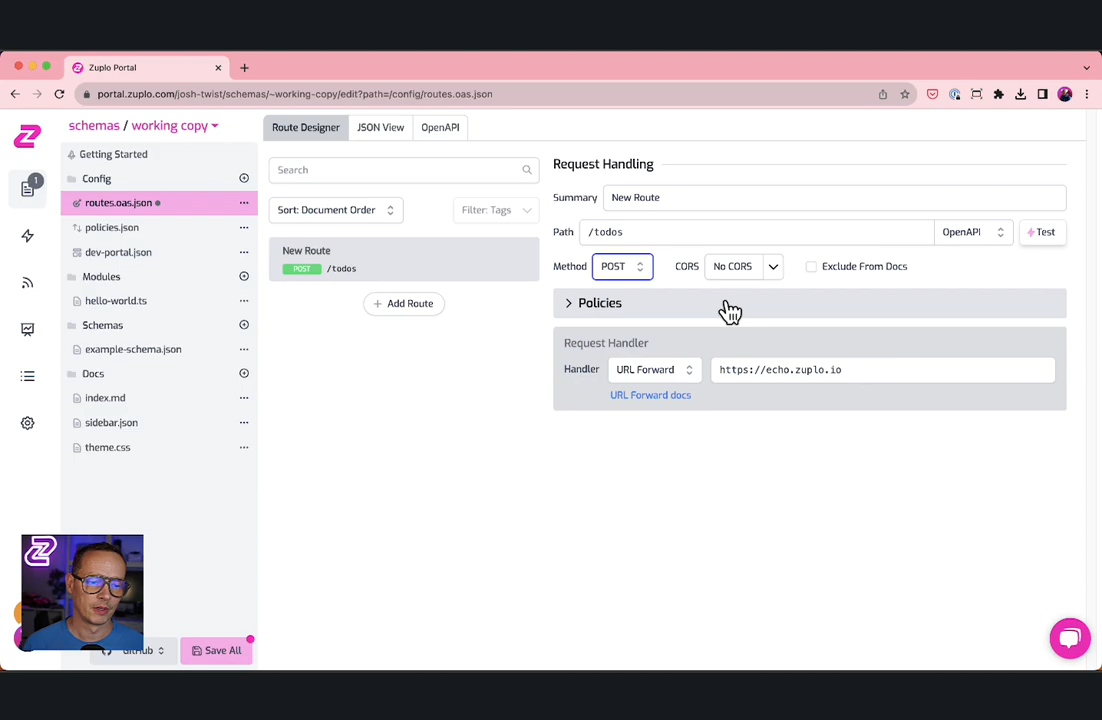 Zuplo Portal
portal.zuplo.com/josh-twist/schemas/~working-copy/edit?path=/config/routes.oas.json
schemas / working copy
Route Designer
JSON View
OpenAPI
1
Getting Started
Config
routes.oas.json
policies.json
dev-portal.json
Modules
hello-world.ts
Schemas
example-schema.json
Docs
index.md
sidebar.json
theme.css
GitHub
Save All
Search
Sort: Document Order
Filter: Tags
New Route
POST /todos
Add Route
Request Handling
Summary New Route
Path /todos OpenAPI Test
Method POST CORS No CORS Exclude From Docs
Policies
Request Handler
Handler URL Forward https://echo.zuplo.io
URL Forward docs